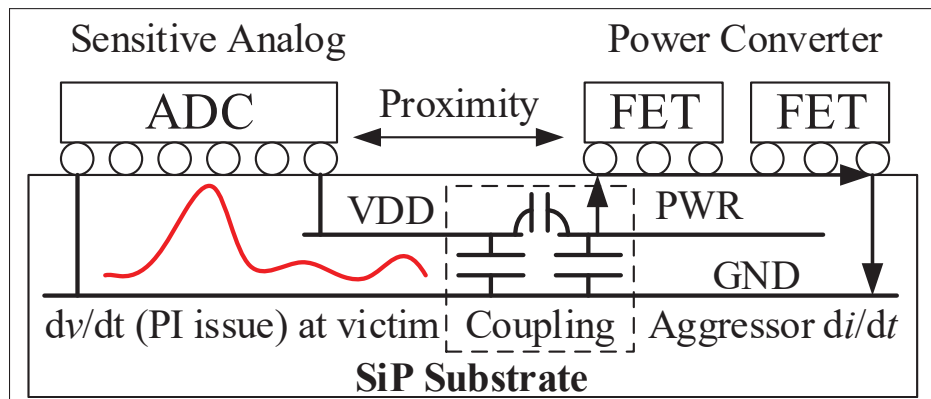 Sensitive Analog Power Converter
ADC Proximity FET FET
VDD PWR
GND
dv/dt (PI issue) at victim Coupling Aggressor di/dt
SiP Substrate